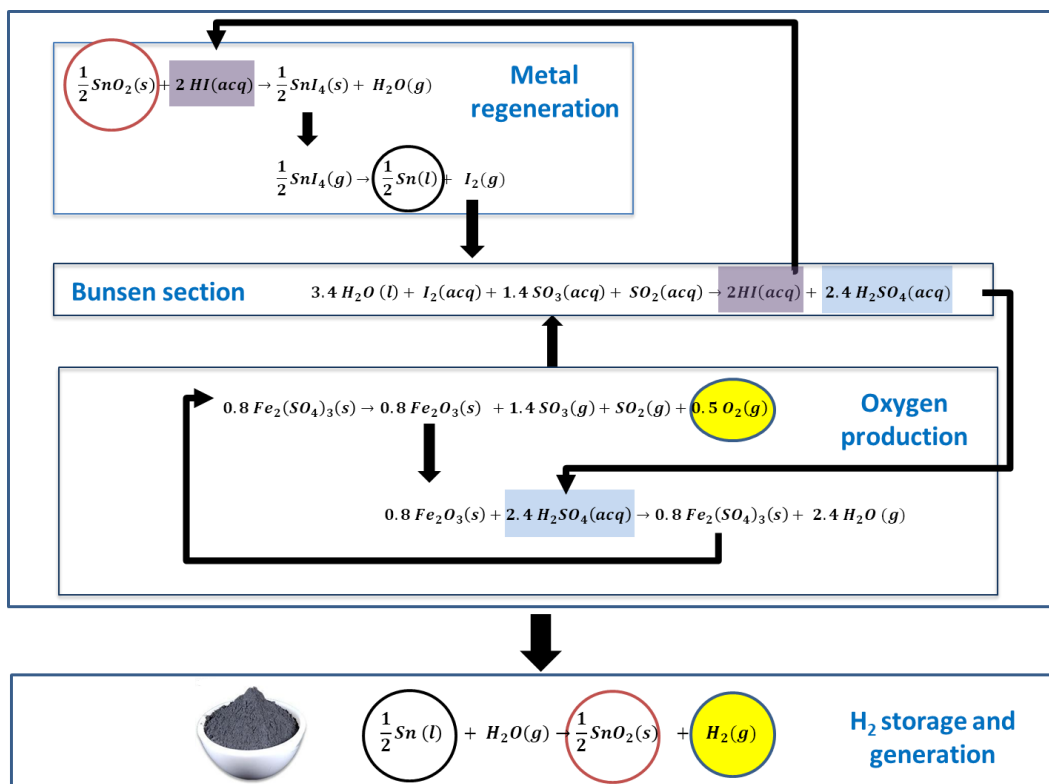 ½ SnO₂(s) + 2 HI(acq) → ½ SnI₄(s) + H₂O(g)
Metal
regeneration
½ SnI₄(g) → ½ Sn(l) + I₂(g)
Bunsen section
3.4 H₂O (l) + I₂(acq) + 1.4 SO₃(acq) + SO₂(acq) → 2HI(acq) + 2.4 H₂SO₄(acq)
0.8 Fe₂(SO₄)₃(s) → 0.8 Fe₂O₃(s) + 1.4 SO₃(g) + SO₂(g) + 0.5 O₂(g)
Oxygen
production
0.8 Fe₂O₃(s) + 2.4 H₂SO₄(acq) → 0.8 Fe₂(SO₄)₃(s) + 2.4 H₂O (g)
½ Sn (l) + H₂O(g) → ½ SnO₂(s) + H₂(g)
H₂ storage and
generation